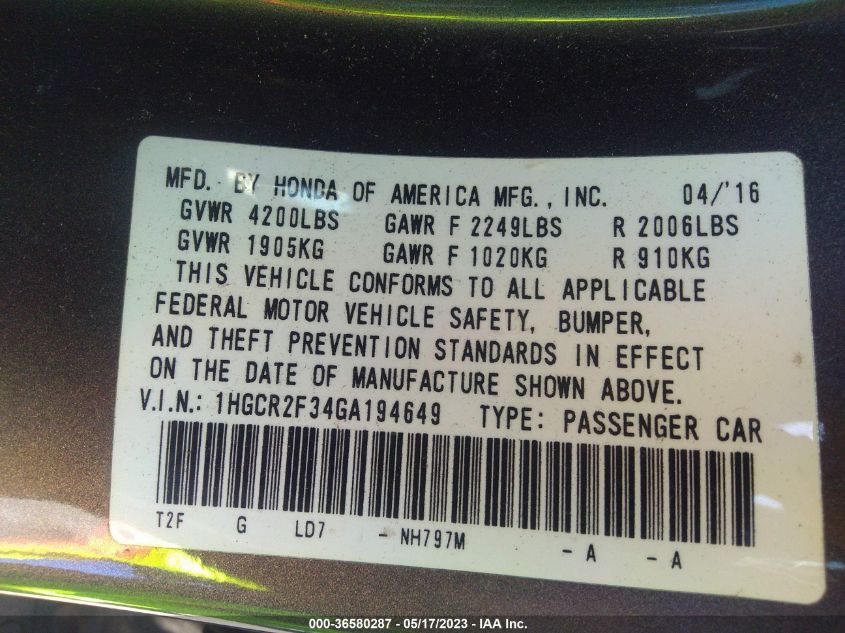 MFD. BY HONDA OF AMERICA MFG., INC. 04/'16
GVWR 4200LBS GAWR F 2249LBS R 2006LBS
GVWR 1905KG GAWR F 1020KG R 910KG
THIS VEHICLE CONFORMS TO ALL APPLICABLE
FEDERAL MOTOR VEHICLE SAFETY, BUMPER,
AND THEFT PREVENTION STANDARDS IN EFFECT
ON THE DATE OF MANUFACTURE SHOWN ABOVE.
V.I.N.: 1HGCR2F34GA194649 TYPE: PASSENGER CAR
T2F G LD7 - NH797M - A - A
000-36580287 - 05/17/2023 - IAA Inc.